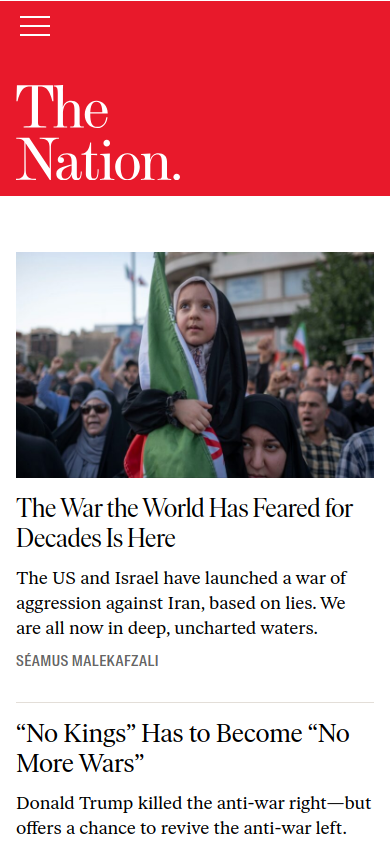 The
Nation.
The War the World Has Feared for
Decades Is Here
The US and Israel have launched a war of
aggression against Iran, based on lies. We
are all now in deep, uncharted waters.
SÉAMUS MALEKAFZALI
“No Kings” Has to Become “No
More Wars”
Donald Trump killed the anti-war right—but
offers a chance to revive the anti-war left.